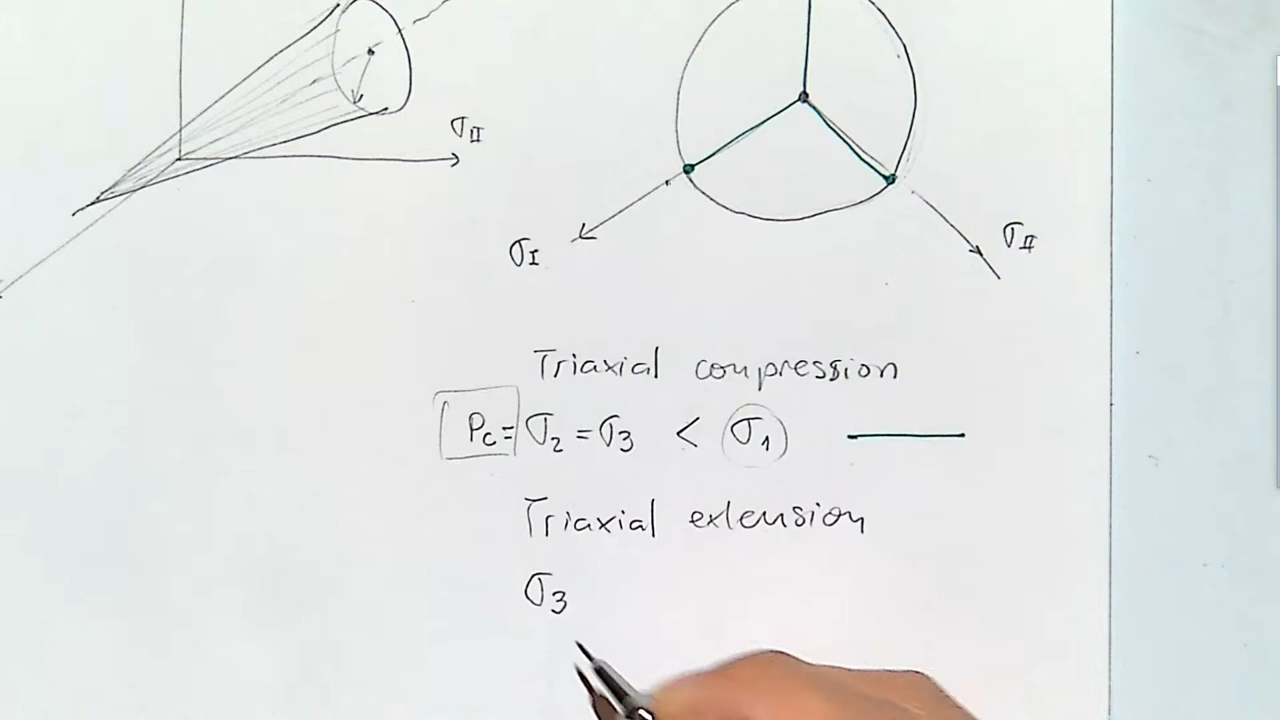 σII
σI
σII
Triaxial compression
Pc = σ2 = σ3 < σ1
Triaxial extension
σ3